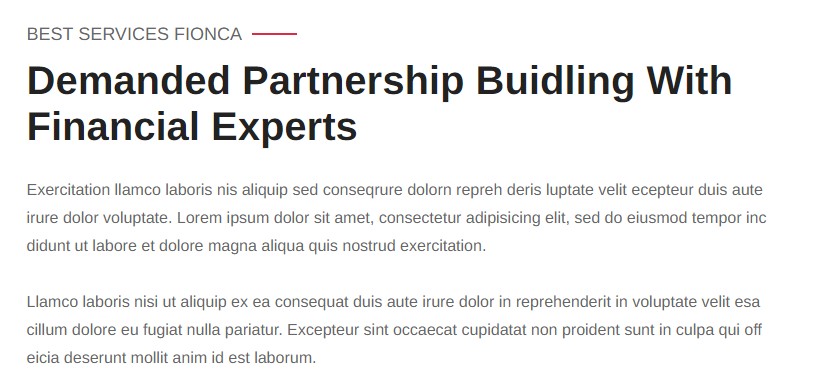 BEST SERVICES FIONCA
Demanded Partnership Buidling With
Financial Experts
Exercitation llamco laboris nis aliquip sed conseqrure dolorn repreh deris luptate velit ecepteur duis aute
irure dolor voluptate. Lorem ipsum dolor sit amet, consectetur adipisicing elit, sed do eiusmod tempor inc
didunt ut labore et dolore magna aliqua quis nostrud exercitation.
Llamco laboris nisi ut aliquip ex ea consequat duis aute irure dolor in reprehenderit in voluptate velit esa
cillum dolore eu fugiat nulla pariatur. Excepteur sint occaecat cupidatat non proident sunt in culpa qui off
eicia deserunt mollit anim id est laborum.